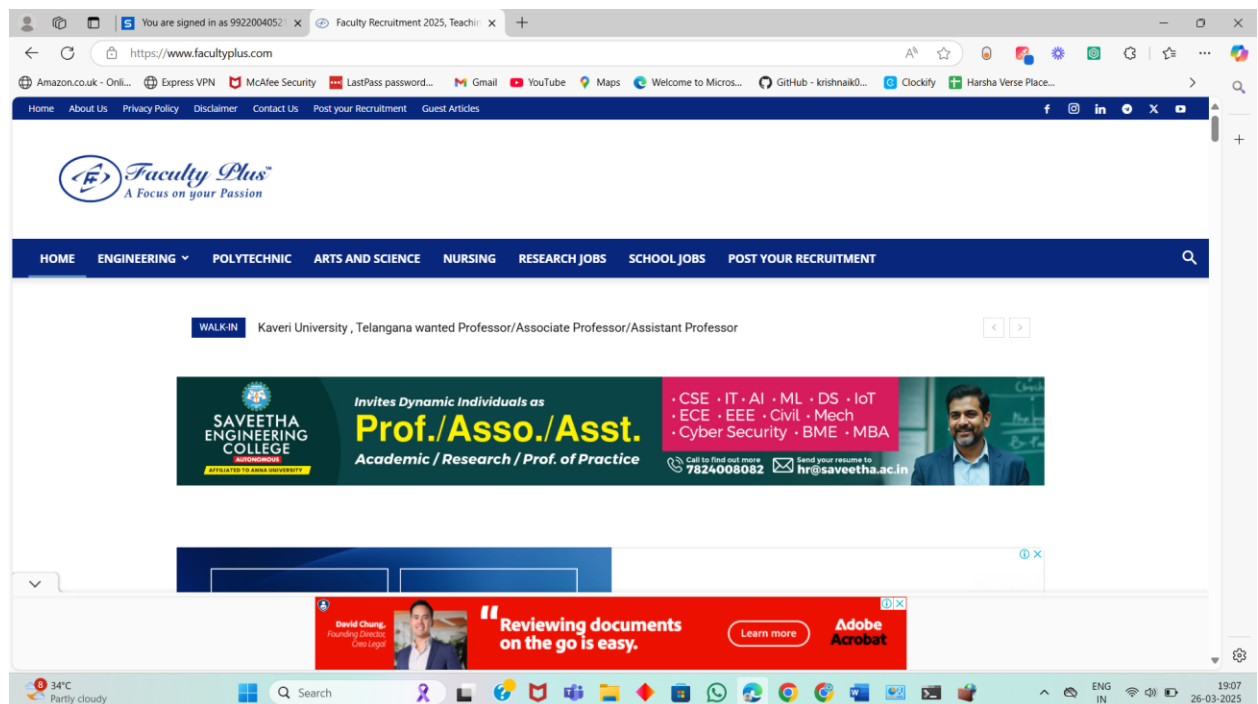 You are signed in as 9922004052
Faculty Recruitment 2025, Teachin
https://www.facultyplus.com
Amazon.co.uk - Onli...
Express VPN
McAfee Security
LastPass password...
Gmail
YouTube
Maps
Welcome to Micros...
GitHub - krishnaik0...
Clockify
Harsha Verse Place...
Home About Us Privacy Policy Disclaimer Contact Us Post your Recruitment Guest Articles
Faculty Plus™
A Focus on your Passion
HOME ENGINEERING POLYTECHNIC ARTS AND SCIENCE NURSING RESEARCH JOBS SCHOOL JOBS POST YOUR RECRUITMENT
WALK-IN Kaveri University , Telangana wanted Professor/Associate Professor/Assistant Professor
SAVEETHA
ENGINEERING
COLLEGE
AUTONOMOUS
AFFILIATED TO ANNA UNIVERSITY
Invites Dynamic Individuals as
Prof./Asso./Asst.
Academic / Research / Prof. of Practice
· CSE · IT · AI · ML · DS · IoT
· ECE · EEE · Civil · Mech
· Cyber Security · BME · MBA
Call to find out more
7824008082
Send your resume to
hr@saveetha.ac.in
David Chung,
Founding Director,
Creo Legal
"Reviewing documents
on the go is easy.
Learn more
Adobe
Acrobat
8
34°C
Partly cloudy
Search
ENG
IN
19:07
26-03-2025